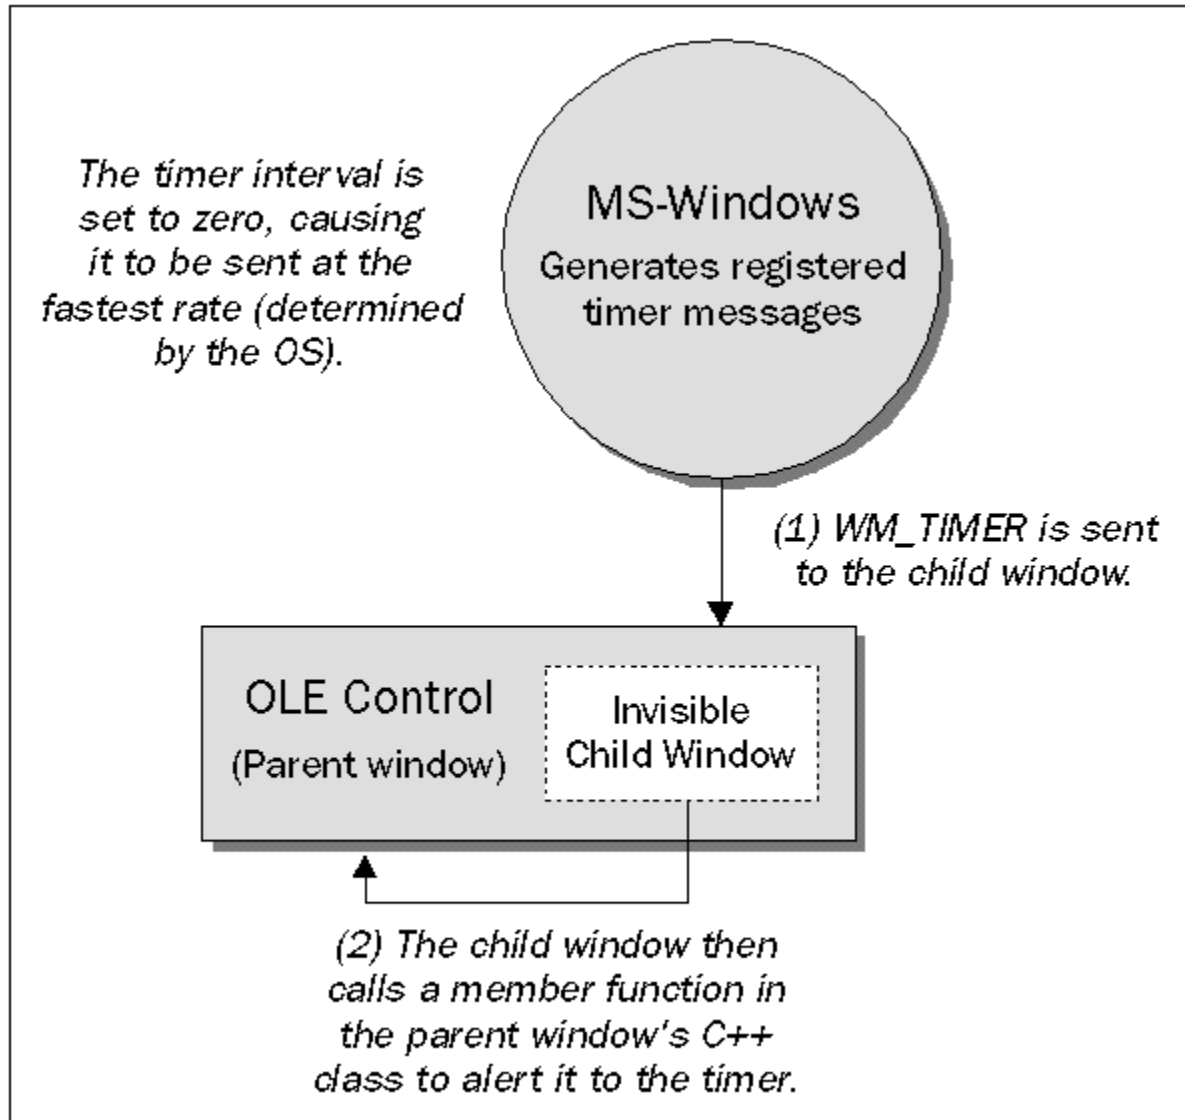 The timer interval is
set to zero, causing
it to be sent at the
fastest rate (determined
by the OS).
MS-Windows
Generates registered
timer messages
(1) WM_TIMER is sent
to the child window.
OLE Control
(Parent window)
Invisible
Child Window
(2) The child window then
calls a member function in
the parent window's C++
class to alert it to the timer.